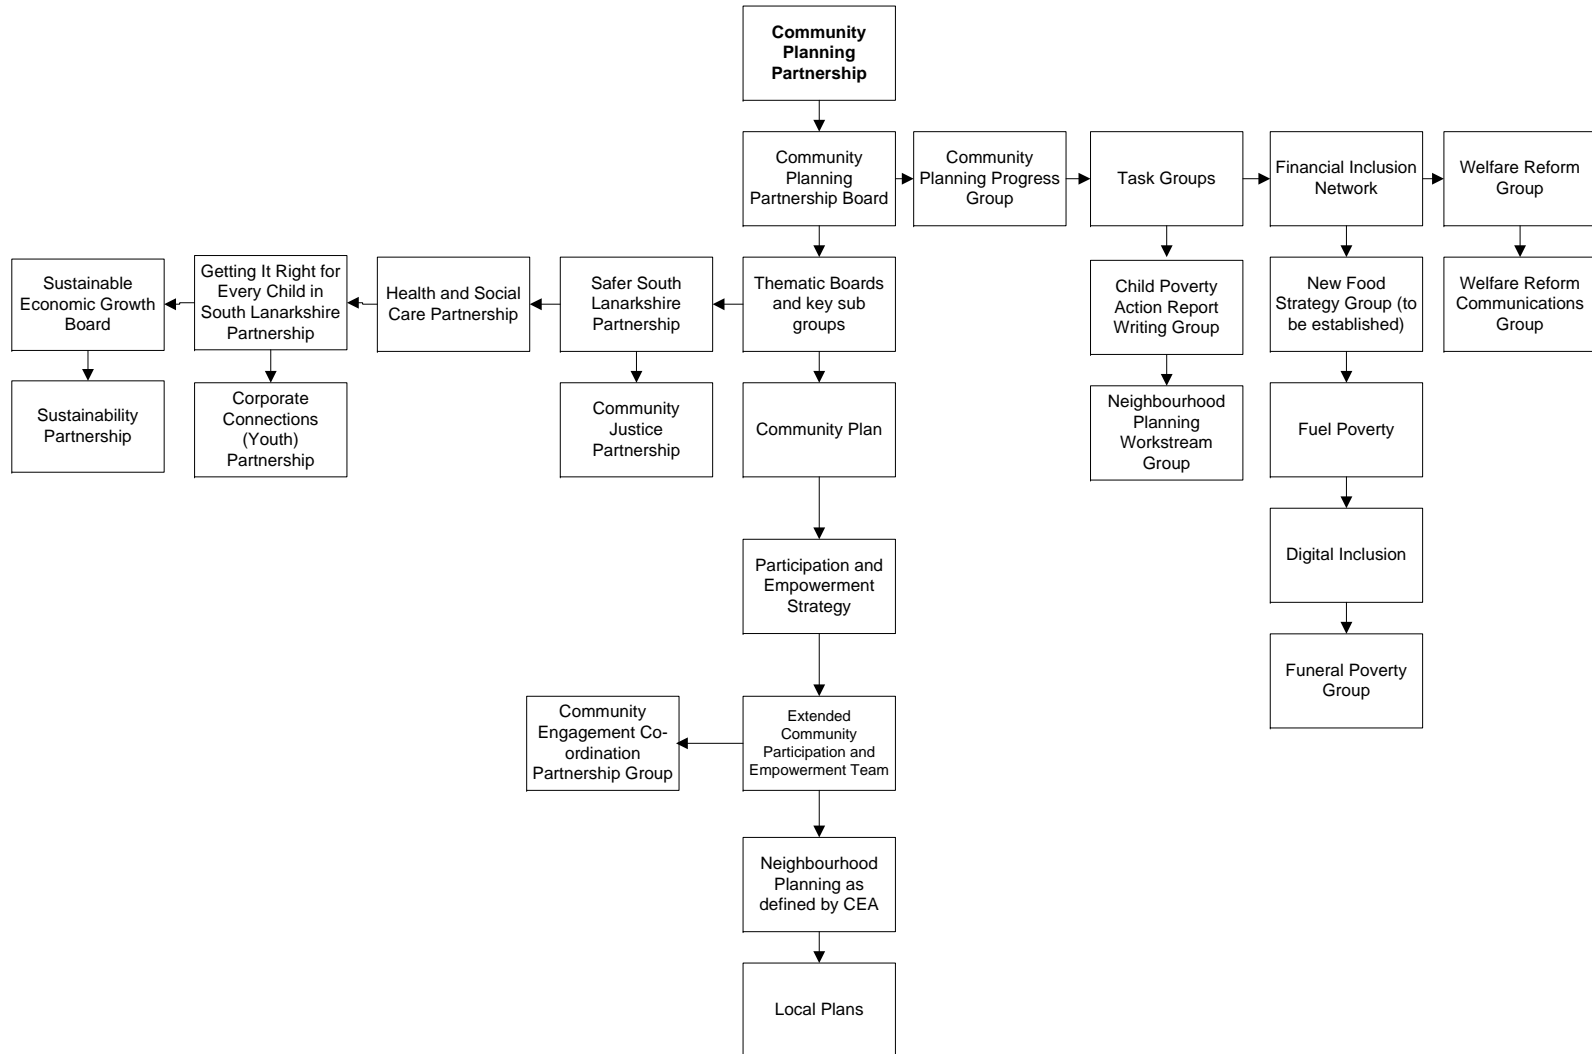 Community
Planning
Partnership
Community
Planning
Partnership Board
Community
Planning Progress
Group
Task Groups
Financial Inclusion
Network
Welfare Reform
Group
Sustainable
Economic Growth
Board
Getting It Right for
Every Child in
South Lanarkshire
Partnership
Health and Social
Care Partnership
Safer South
Lanarkshire
Partnership
Thematic Boards
and key sub
groups
Child Poverty
Action Report
Writing Group
New Food
Strategy Group (to
be established)
Welfare Reform
Communications
Group
Sustainability
Partnership
Corporate
Connections
(Youth)
Partnership
Community
Justice
Partnership
Community Plan
Neighbourhood
Planning
Workstream
Group
Fuel Poverty
Participation and
Empowerment
Strategy
Digital Inclusion
Funeral Poverty
Group
Community
Engagement Co-
ordination
Partnership Group
Extended
Community
Participation and
Empowerment Team
Neighbourhood
Planning as
defined by CEA
Local Plans